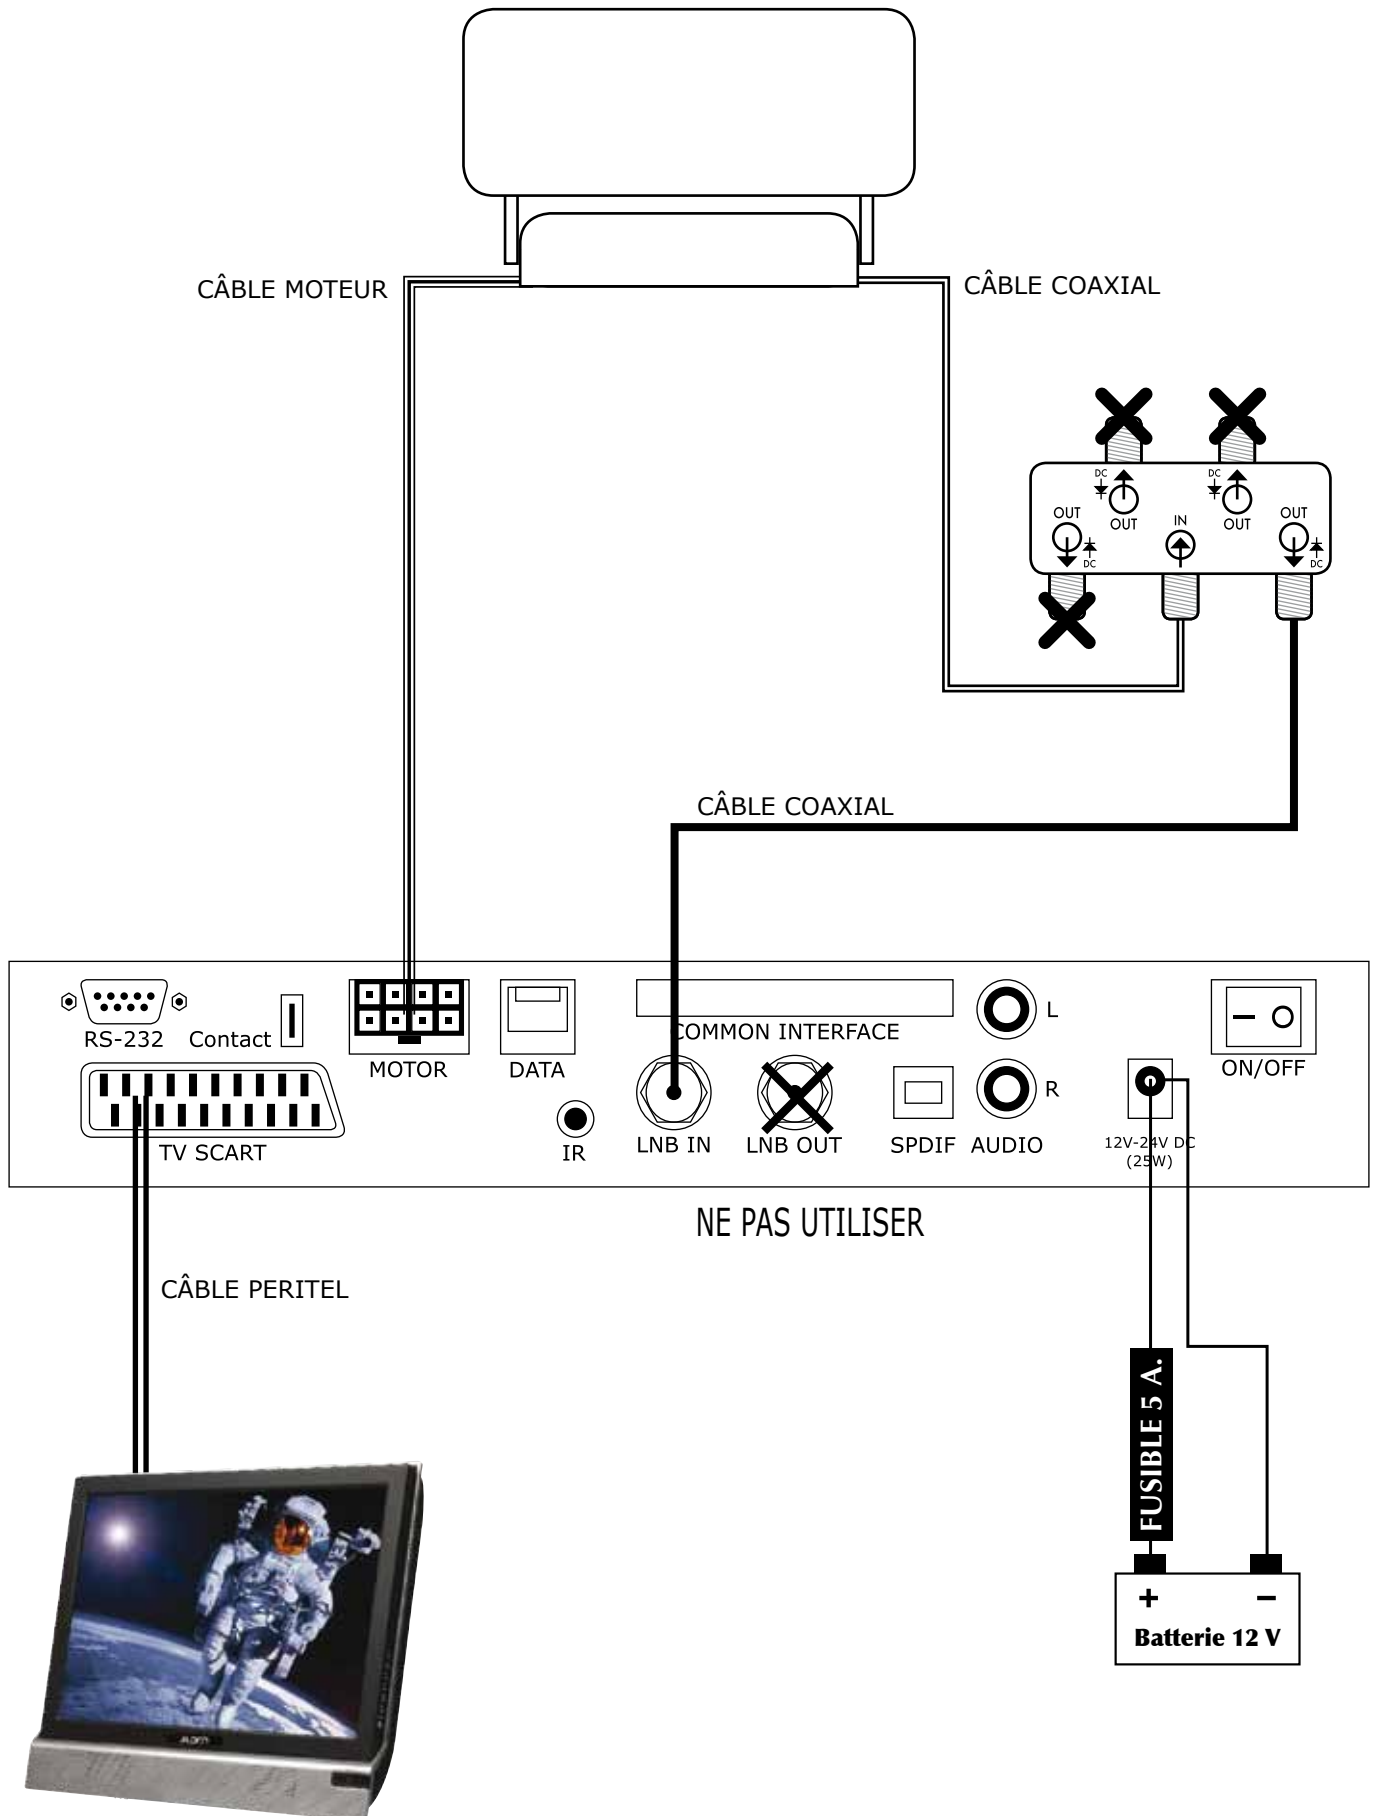 CÂBLE MOTEUR
CÂBLE COAXIAL
DC
DC
OUT
OUT
IN
OUT
OUT
DC
DC
CÂBLE COAXIAL
RS-232
Contact
MOTOR
DATA
COMMON INTERFACE
L
ON/OFF
TV SCART
IR
LNB IN
LNB OUT
SPDIF
AUDIO
R
12V-24V DC
(25W)
NE PAS UTILISER
CÂBLE PERITEL
FUSIBLE 5 A.
+ −
Batterie 12 V